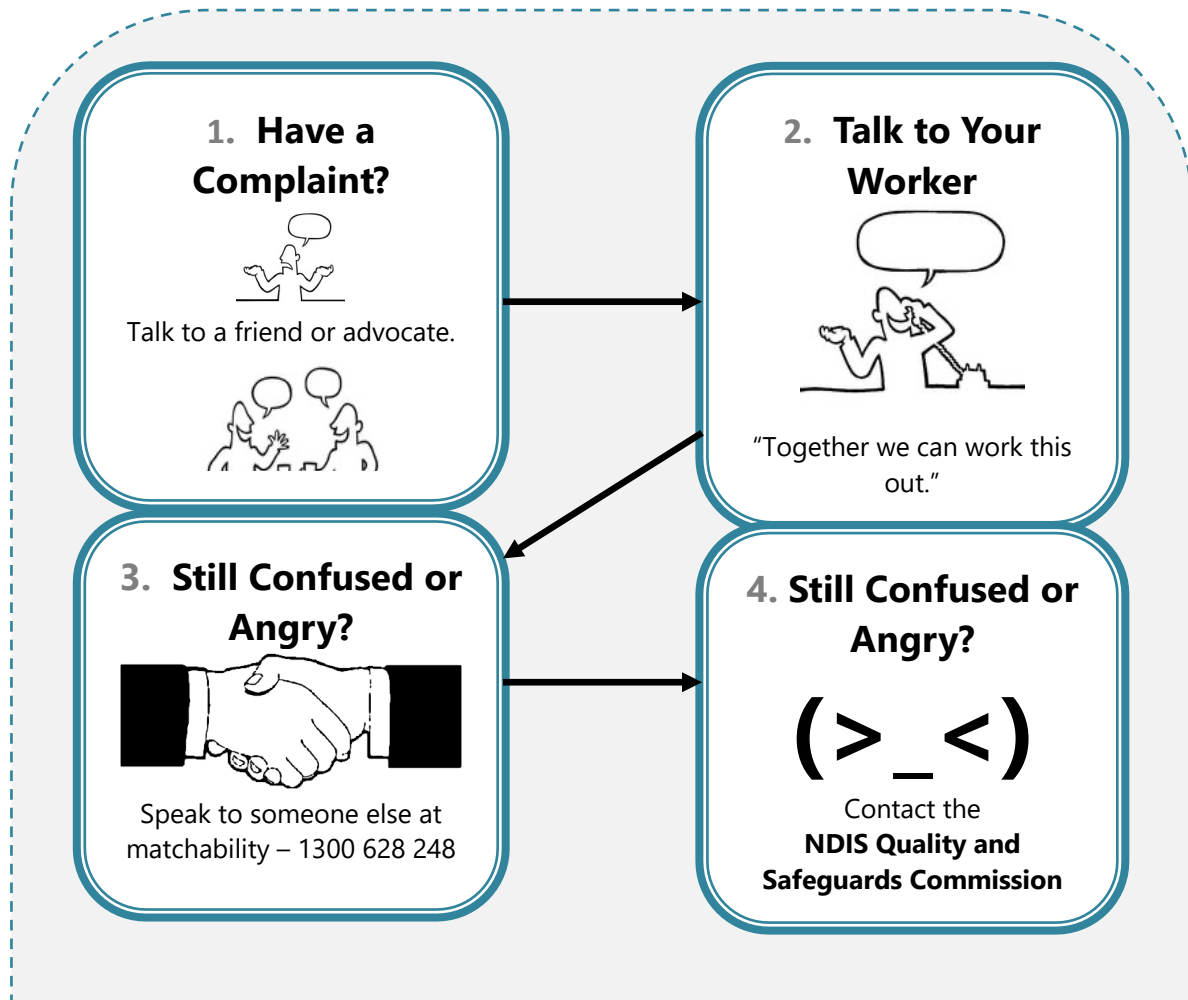 1. Have a
Complaint?
Talk to a friend or advocate.
2. Talk to Your
Worker
“Together we can work this
out.”
3. Still Confused or
Angry?
Speak to someone else at
matchability – 1300 628 248
4. Still Confused or
Angry?
(>_<)
Contact the
NDIS Quality and
Safeguards Commission